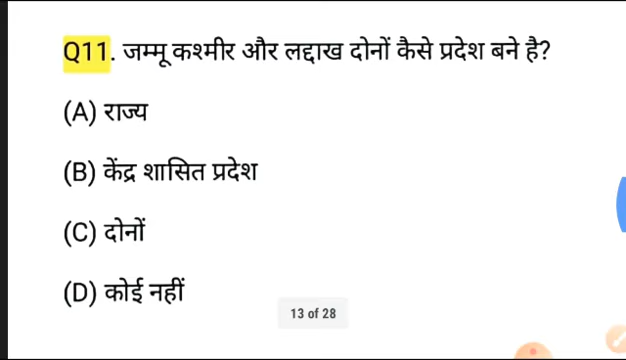 Q11. जम्मू कश्मीर और लद्दाख दोनों कैसे प्रदेश बने है?
(A) राज्य
(B) केंद्र शासित प्रदेश
(C) दोनों
(D) कोई नहीं
13 of 28